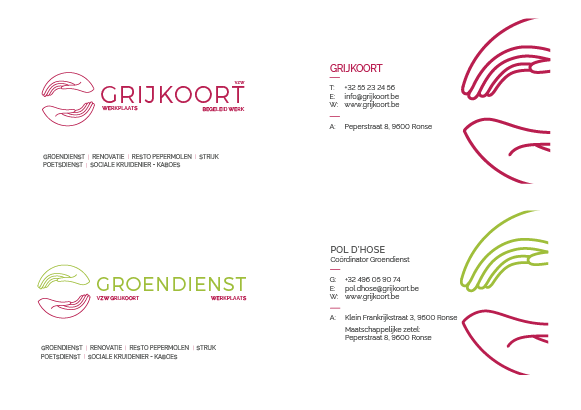 VZW
GRIJKOORT
WERKPLAATS BEGELEID WERK
GROENDIENST | RENOVATIE | RESTO PEPERMOLEN | STRIJK
POETSDIENST | SOCIALE KRUIDENIER - KABOES
GRIJKOORT
T: +32 55 23 24 56
E: info@grijkoort.be
W: www.grijkoort.be
A: Peperstraat 8, 9600 Ronse
GROENDIENST
VZW GRIJKOORT WERKPLAATS
GROENDIENST | RENOVATIE | RESTO PEPERMOLEN | STRIJK
POETSDIENST | SOCIALE KRUIDENIER - KABOES
POL D'HOSE
Coördinator Groendienst
G: +32 496 05 90 74
E: pol.dhose@grijkoort.be
W: www.grijkoort.be
A: Klein Frankrijkstraat 3, 9600 Ronse
Maatschappelijke zetel:
Peperstraat 8, 9600 Ronse